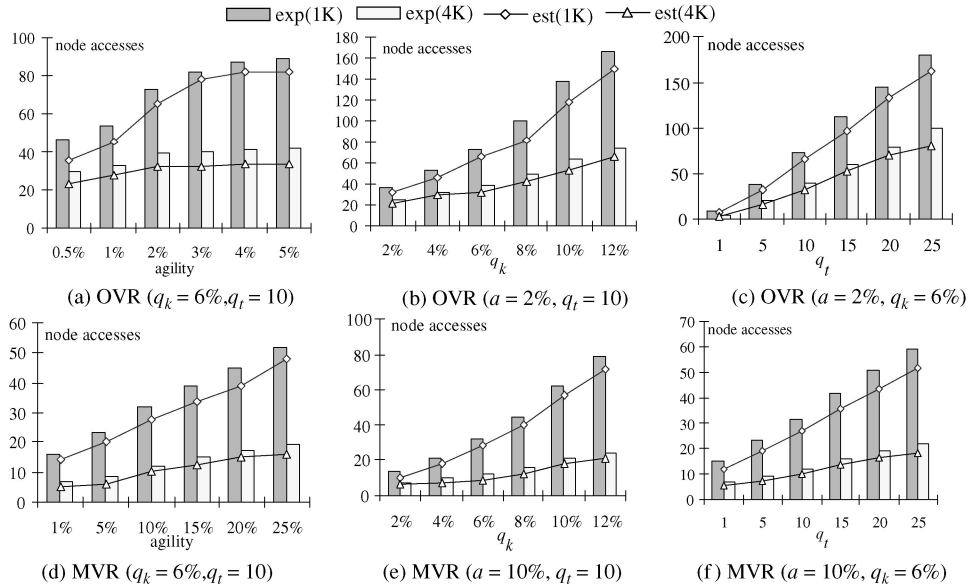 exp(1K) exp(4K) est(1K) est(4K)
node accesses
100
80
60
40
20
0
0.5% 1% 2% 3% 4% 5%
agility
(a) OVR (q_k = 6%,q_t = 10)
node accesses
180
160
140
120
100
80
60
40
20
0
2% 4% 6% 8% 10% 12%
q_k
(b) OVR (a = 2%, q_t = 10)
node accesses
200
150
100
50
0
1 5 10 15 20 25
q_t
(c) OVR (a = 2%, q_k = 6%)
node accesses
60
50
40
30
20
10
0
1% 5% 10% 15% 20% 25%
agility
(d) MVR (q_k = 6%,q_t = 10)
node accesses
100
80
60
40
20
0
2% 4% 6% 8% 10% 12%
q_k
(e) MVR (a = 10%, q_t = 10)
node accesses
70
60
50
40
30
20
10
0
1 5 10 15 20 25
q_t
(f) MVR (a = 10%, q_k = 6%)